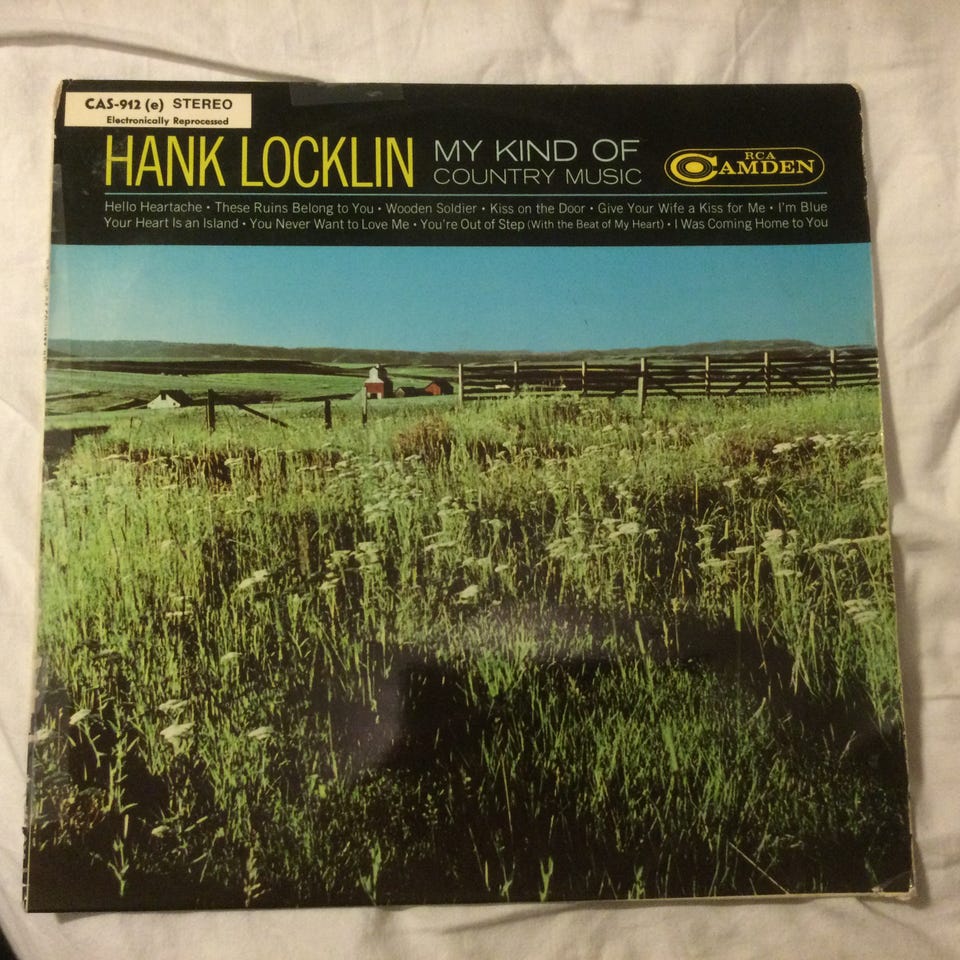 CAS-912 (e) STEREO
Electronically Reprocessed
HANK LOCKLIN
MY KIND OF
COUNTRY MUSIC
RCA
CAMDEN
Hello Heartache • These Ruins Belong to You • Wooden Soldier • Kiss on the Door • Give Your Wife a Kiss for Me • I'm Blue
Your Heart Is an Island • You Never Want to Love Me • You're Out of Step (With the Beat of My Heart) • I Was Coming Home to You